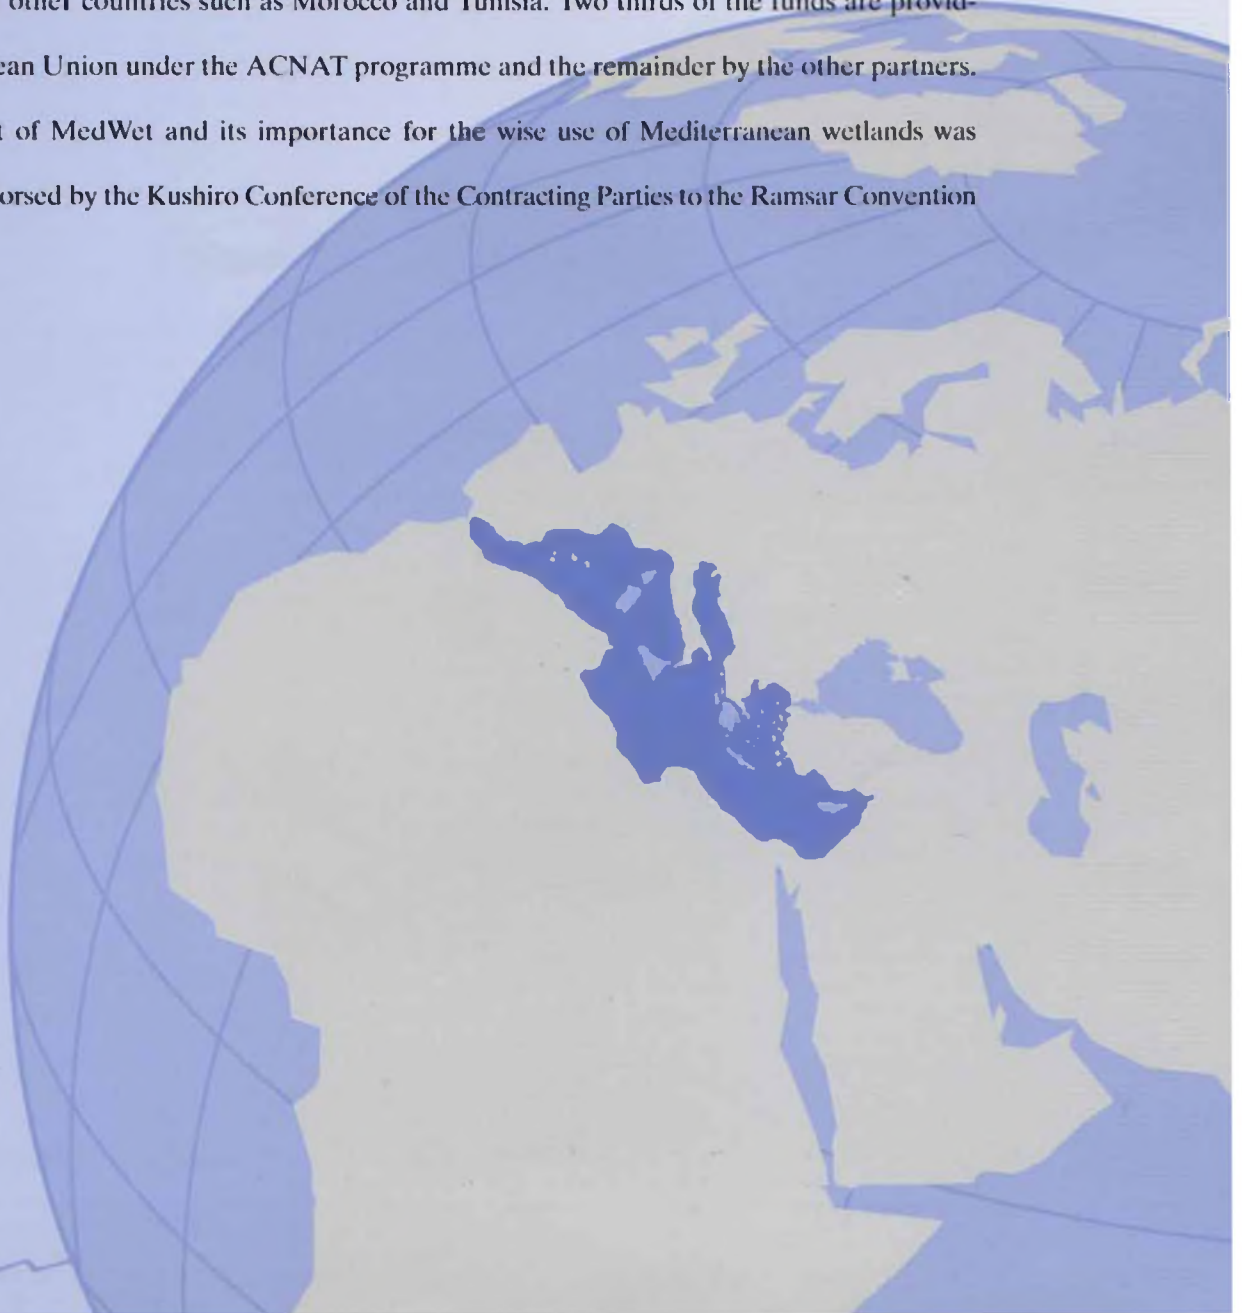 other countries such as Morocco and Tunisia. Two thirds of the funds are provid-
ean Union under the ACNAT programme and the remainder by the other partners.
t of MedWet and its importance for the wise use of Mediterranean wetlands was
orsed by the Kushiro Conference of the Contracting Parties to the Ramsar Convention